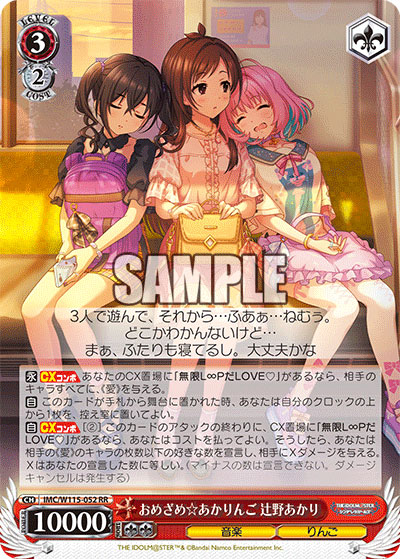 LEVEL
3
2
COST
SAMPLE
3人で遊んで、それから…ふあぁ…ねむぅ。
どこかわかんないけど…
まぁ、ふたりも寝てるし。大丈夫かな
永 CXコンボ あなたのCX置場に「無限L∞PだLOVE♡」があるなら、相手の
キャラすべてに、《愛》を与える。
自 このカードが手札から舞台に置かれた時、あなたは自分のクロックの上
から1枚を、控え室に置いてよい。
自 CXコンボ [②] このカードのアタックの終わりに、CX置場に「無限L∞PだL
OVE♡」があるなら、あなたはコストを払ってよい。そうしたら、あなたは相
手の《愛》のキャラの枚数以下の好きな数を宣言し、相手にXダメージを与える。X
はあなたの宣言した数に等しい。(マイナスの数は宣言できない。ダメージ
キャンセルは発生する)
CH IMC/W115-052 RR おめざめ☆あかりんご 辻野あかり
10000 音楽 りんご
THE IDOLM@STER™ & ©Bandai Namco Entertainment Inc.